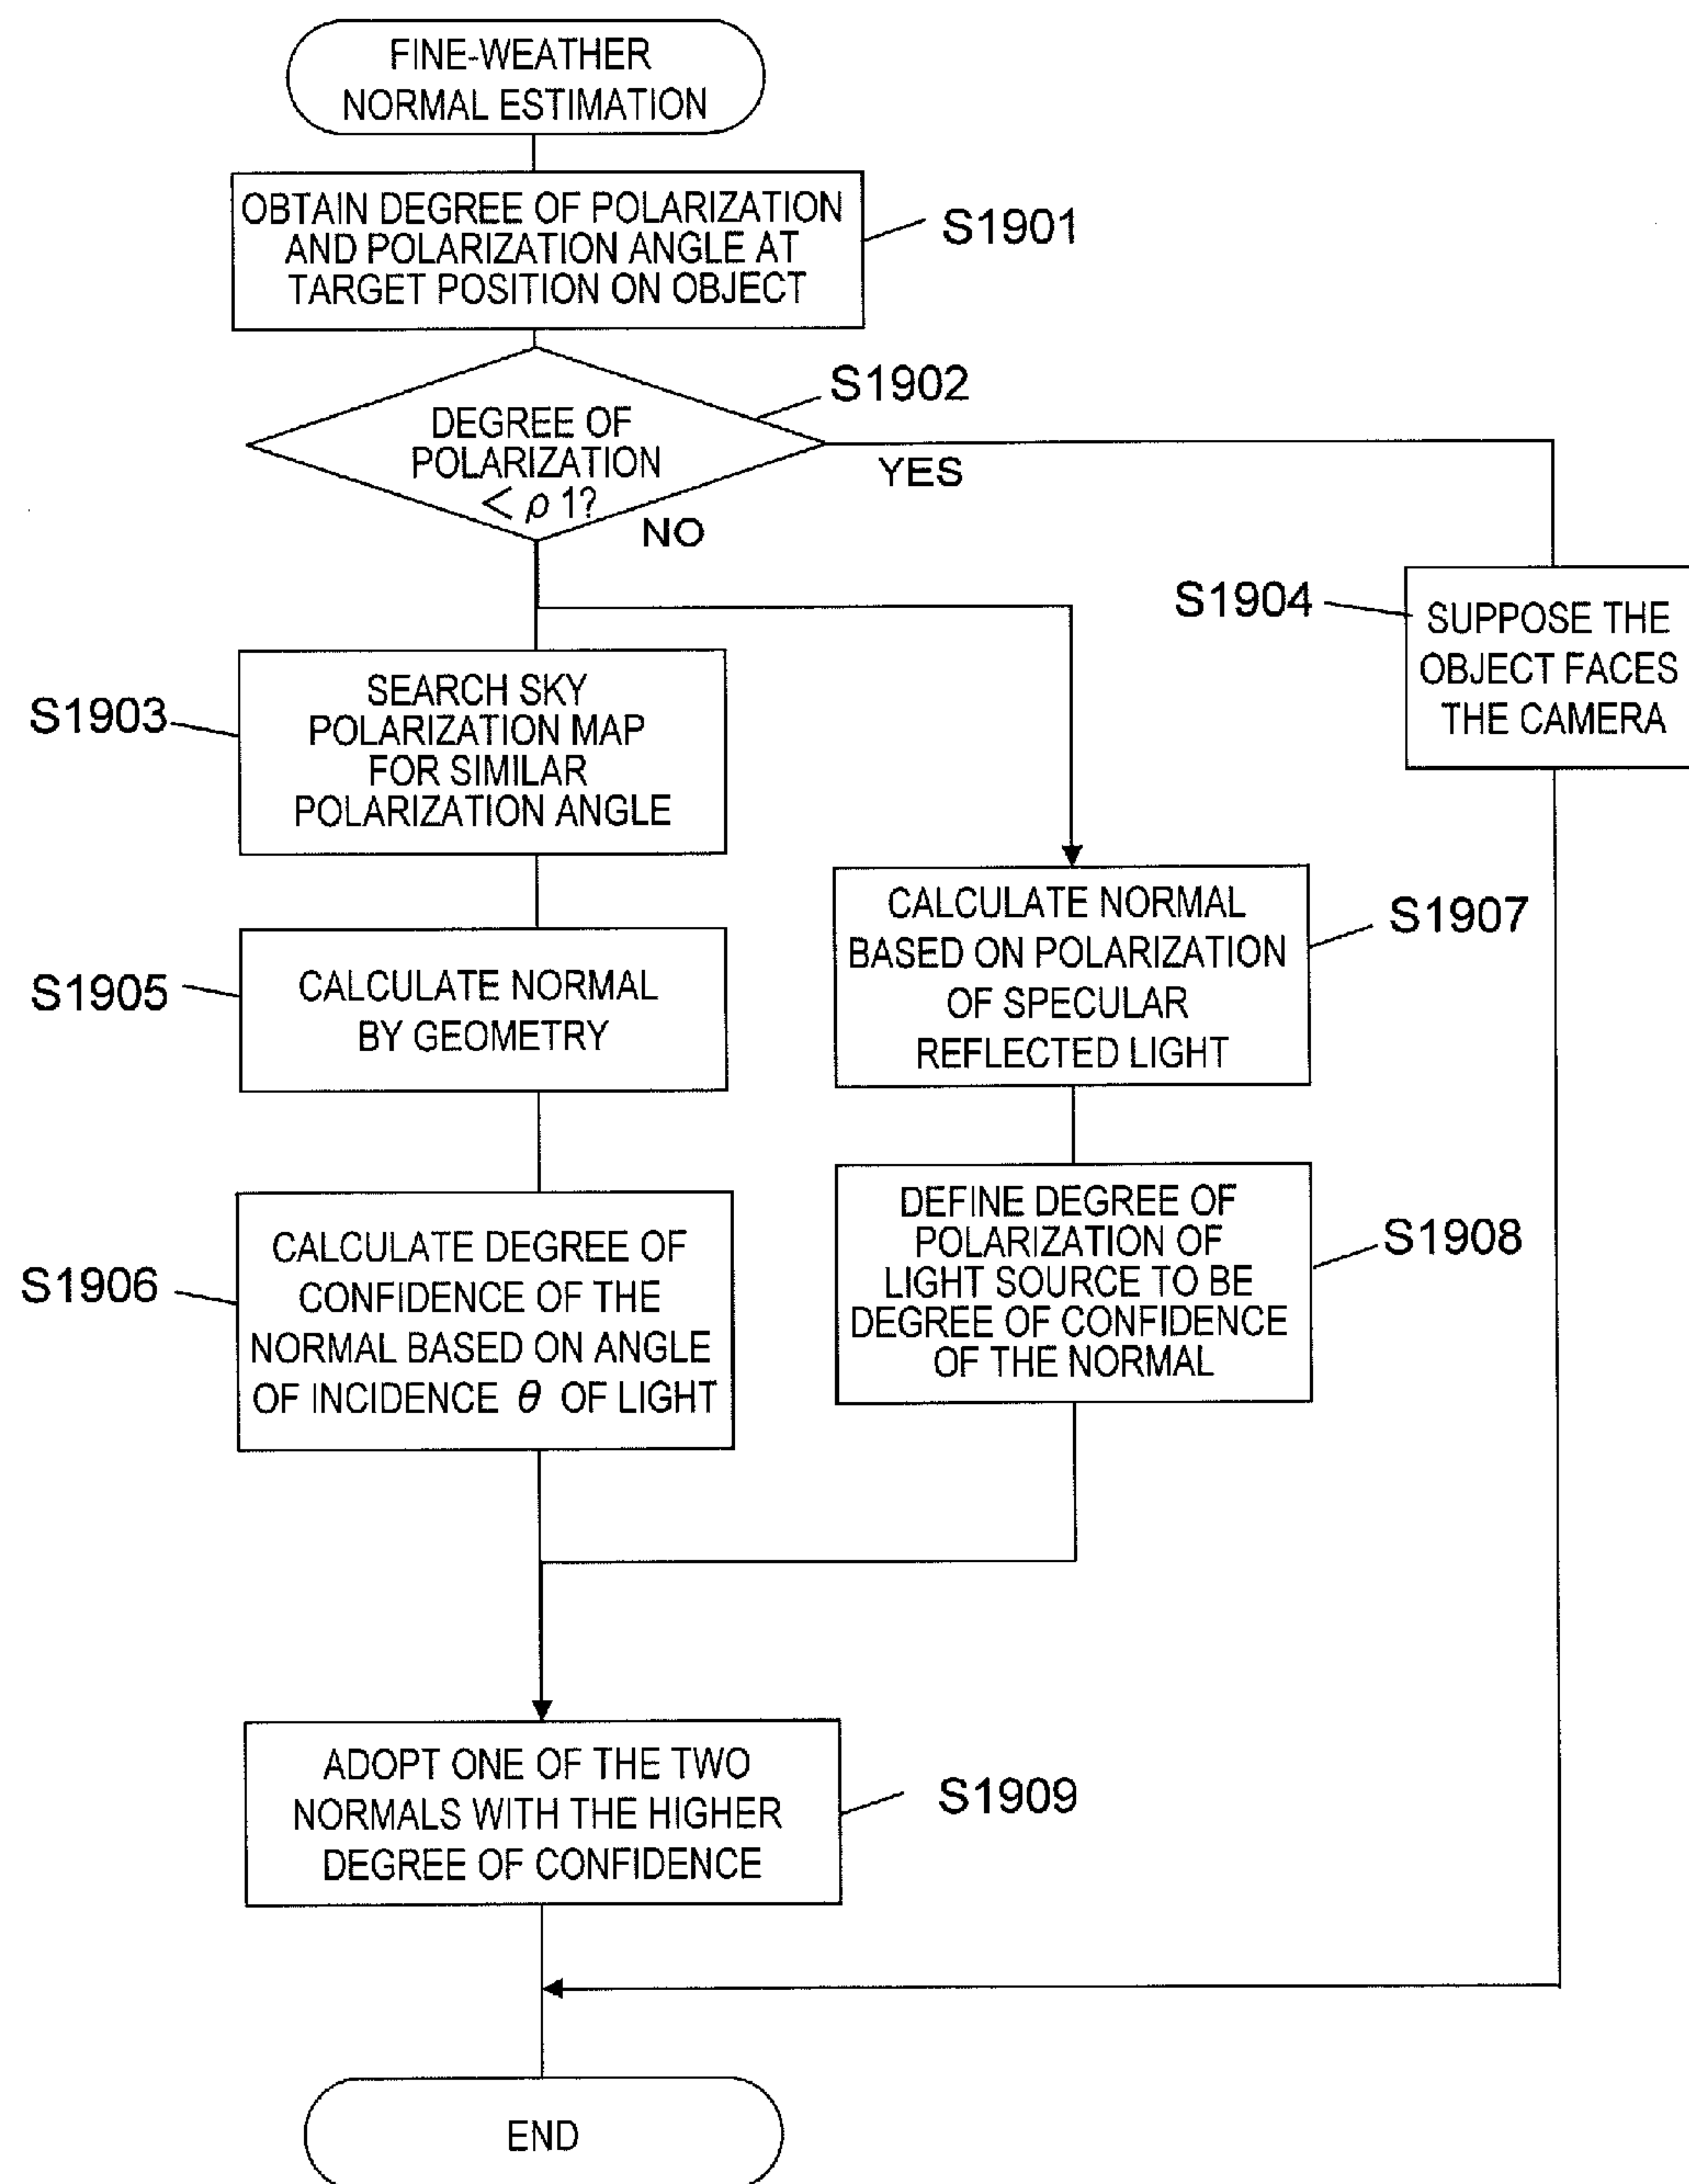 FINE-WEATHER
NORMAL ESTIMATION
OBTAIN DEGREE OF POLARIZATION
AND POLARIZATION ANGLE AT
TARGET POSITION ON OBJECT
S1901
S1902
DEGREE OF
POLARIZATION
< ρ 1?
YES
NO
S1904
SUPPOSE THE
OBJECT FACES
THE CAMERA
S1903
SEARCH SKY
POLARIZATION MAP
FOR SIMILAR
POLARIZATION ANGLE
CALCULATE NORMAL
BASED ON POLARIZATION
OF SPECULAR
REFLECTED LIGHT
S1907
S1905
CALCULATE NORMAL
BY GEOMETRY
DEFINE DEGREE OF
POLARIZATION OF
LIGHT SOURCE TO BE
DEGREE OF CONFIDENCE
OF THE NORMAL
S1908
S1906
CALCULATE DEGREE OF
CONFIDENCE OF THE
NORMAL BASED ON ANGLE
OF INCIDENCE θ OF LIGHT
ADOPT ONE OF THE TWO
NORMALS WITH THE HIGHER
DEGREE OF CONFIDENCE
S1909
END